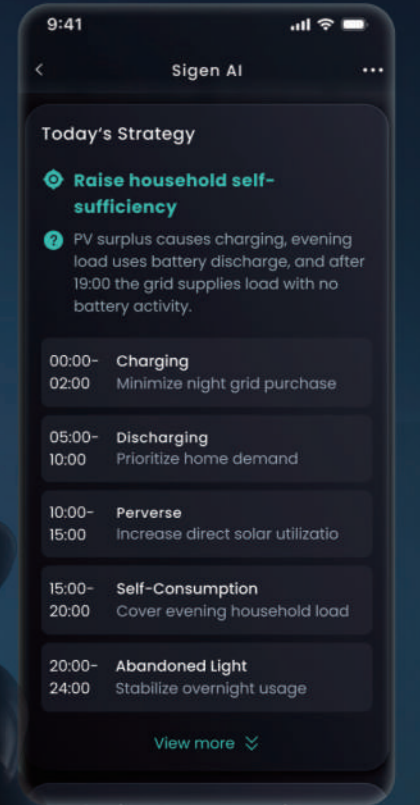 9:41
Sigen AI
Today's Strategy
Raise household self-
sufficiency
PV surplus causes charging, evening
load uses battery discharge, and after
19:00 the grid supplies load with no
battery activity.
00:00-
02:00
Charging
Minimize night grid purchase
05:00-
10:00
Discharging
Prioritize home demand
10:00-
15:00
Perverse
Increase direct solar utilizatio
15:00-
20:00
Self-Consumption
Cover evening household load
20:00-
24:00
Abandoned Light
Stabilize overnight usage
View more